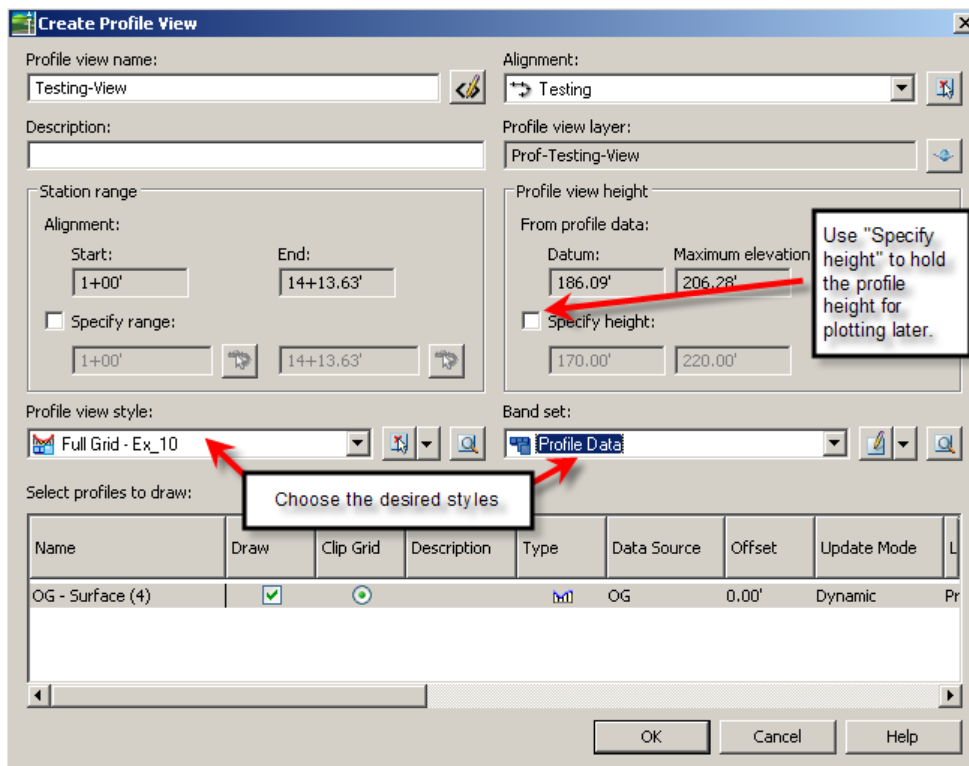 Create Profile View
Profile view name:
Testing-View
Alignment:
Testing
Description:
Profile view layer:
Prof-Testing-View
Station range
Alignment:
Start:
End:
1+00'
14+13.63'
Specify range:
1+00'
14+13.63'
Profile view height
From profile data:
Datum:
Maximum elevation
186.09'
206.28'
Specify height:
170.00'
220.00'
Use "Specify
height" to hold
the profile
height for
plotting later.
Profile view style:
Full Grid - Ex_10
Band set:
Profile Data
Choose the desired styles
Select profiles to draw:
Name Draw Clip Grid Description Type Data Source Offset Update Mode L
OG - Surface (4) OG 0.00' Dynamic Pr
OK Cancel Help